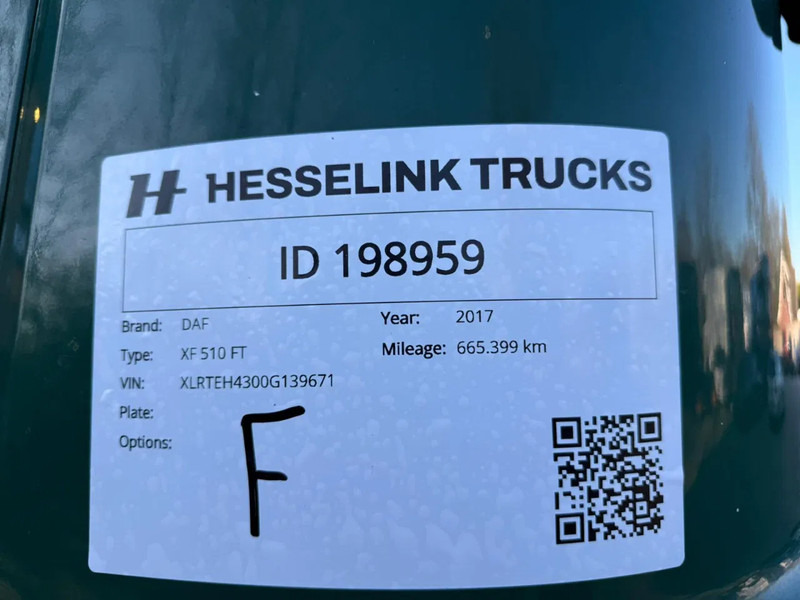 H HESSELINK TRUCKS
ID 198959
Brand: DAF
Type: XF 510 FT
VIN: XLRTEH4300G139671
Plate:
Options:
Year: 2017
Mileage: 665.399 km
F